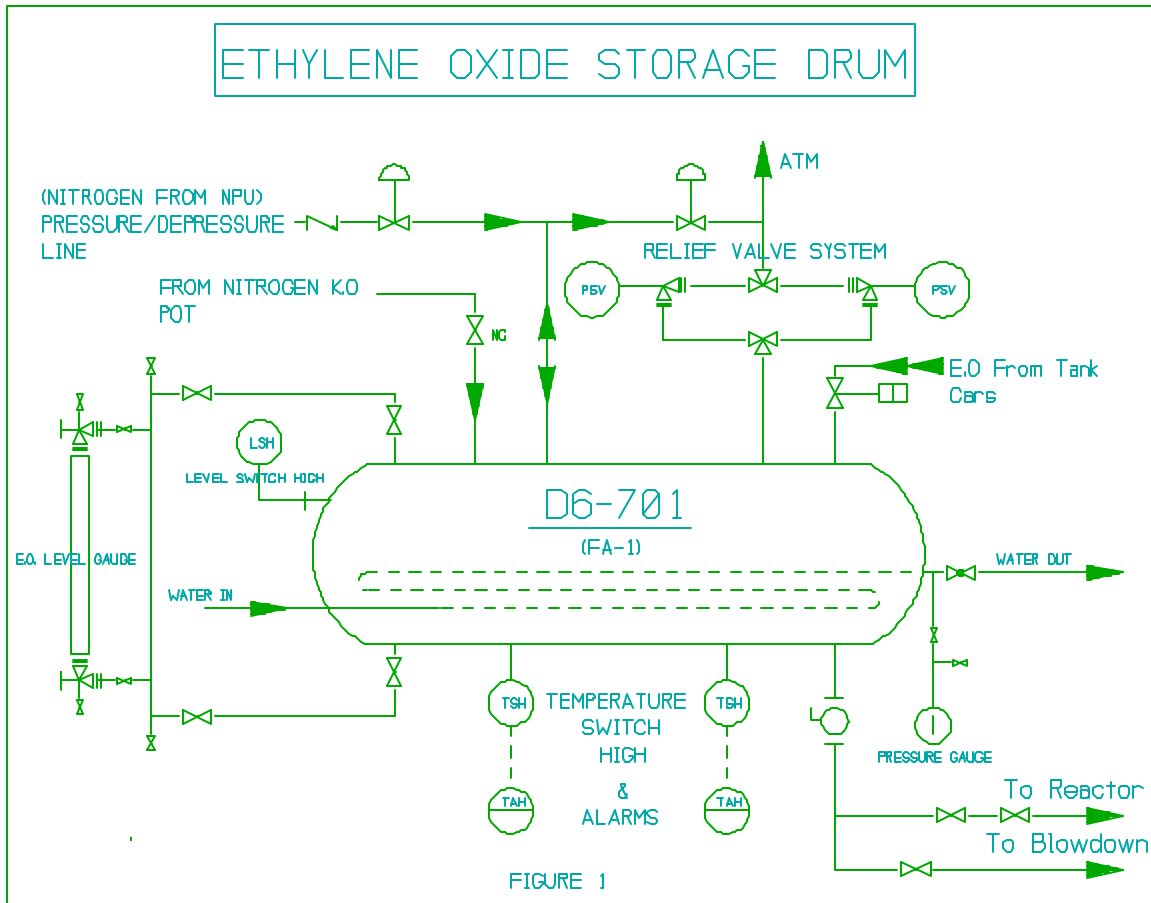 ETHYLENE OXIDE STORAGE DRUM
ATM
(NITROGEN FROM NPU)
PRESSURE/DEPRESSURE
LINE
RELIEF VALVE SYSTEM
FROM NITROGEN K.O
POT
PSV
PSV
NG
E.O From Tank
Cars
LSH
LEVEL SWITCH HIGH
D6-701
(FA-1)
E.O. LEVEL GAUDE
WATER OUT
WATER IN
TSH
TEMPERATURE
SWITCH
HIGH
&
ALARMS
TSH
PRESSURE GAUGE
TAH
TAH
To Reactor
To Blowdown
FIGURE 1